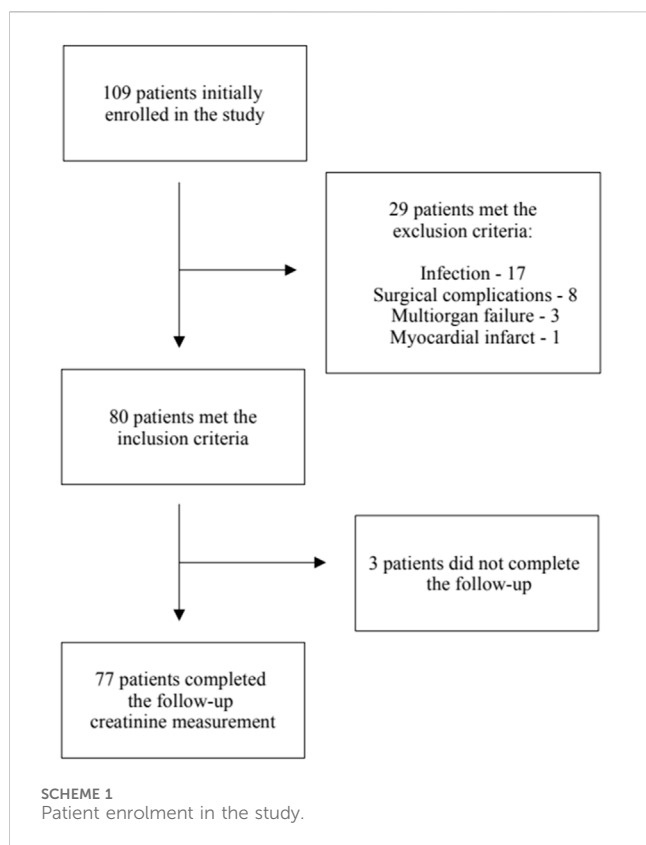 109 patients initially
enrolled in the study
29 patients met the
exclusion criteria:
Infection - 17
Surgical complications - 8
Multiorgan failure - 3
Myocardial infarct - 1
80 patients met the
inclusion criteria
3 patients did not complete
the follow-up
77 patients completed
the follow-up
creatinine measurement
SCHEME 1
Patient enrolment in the study.